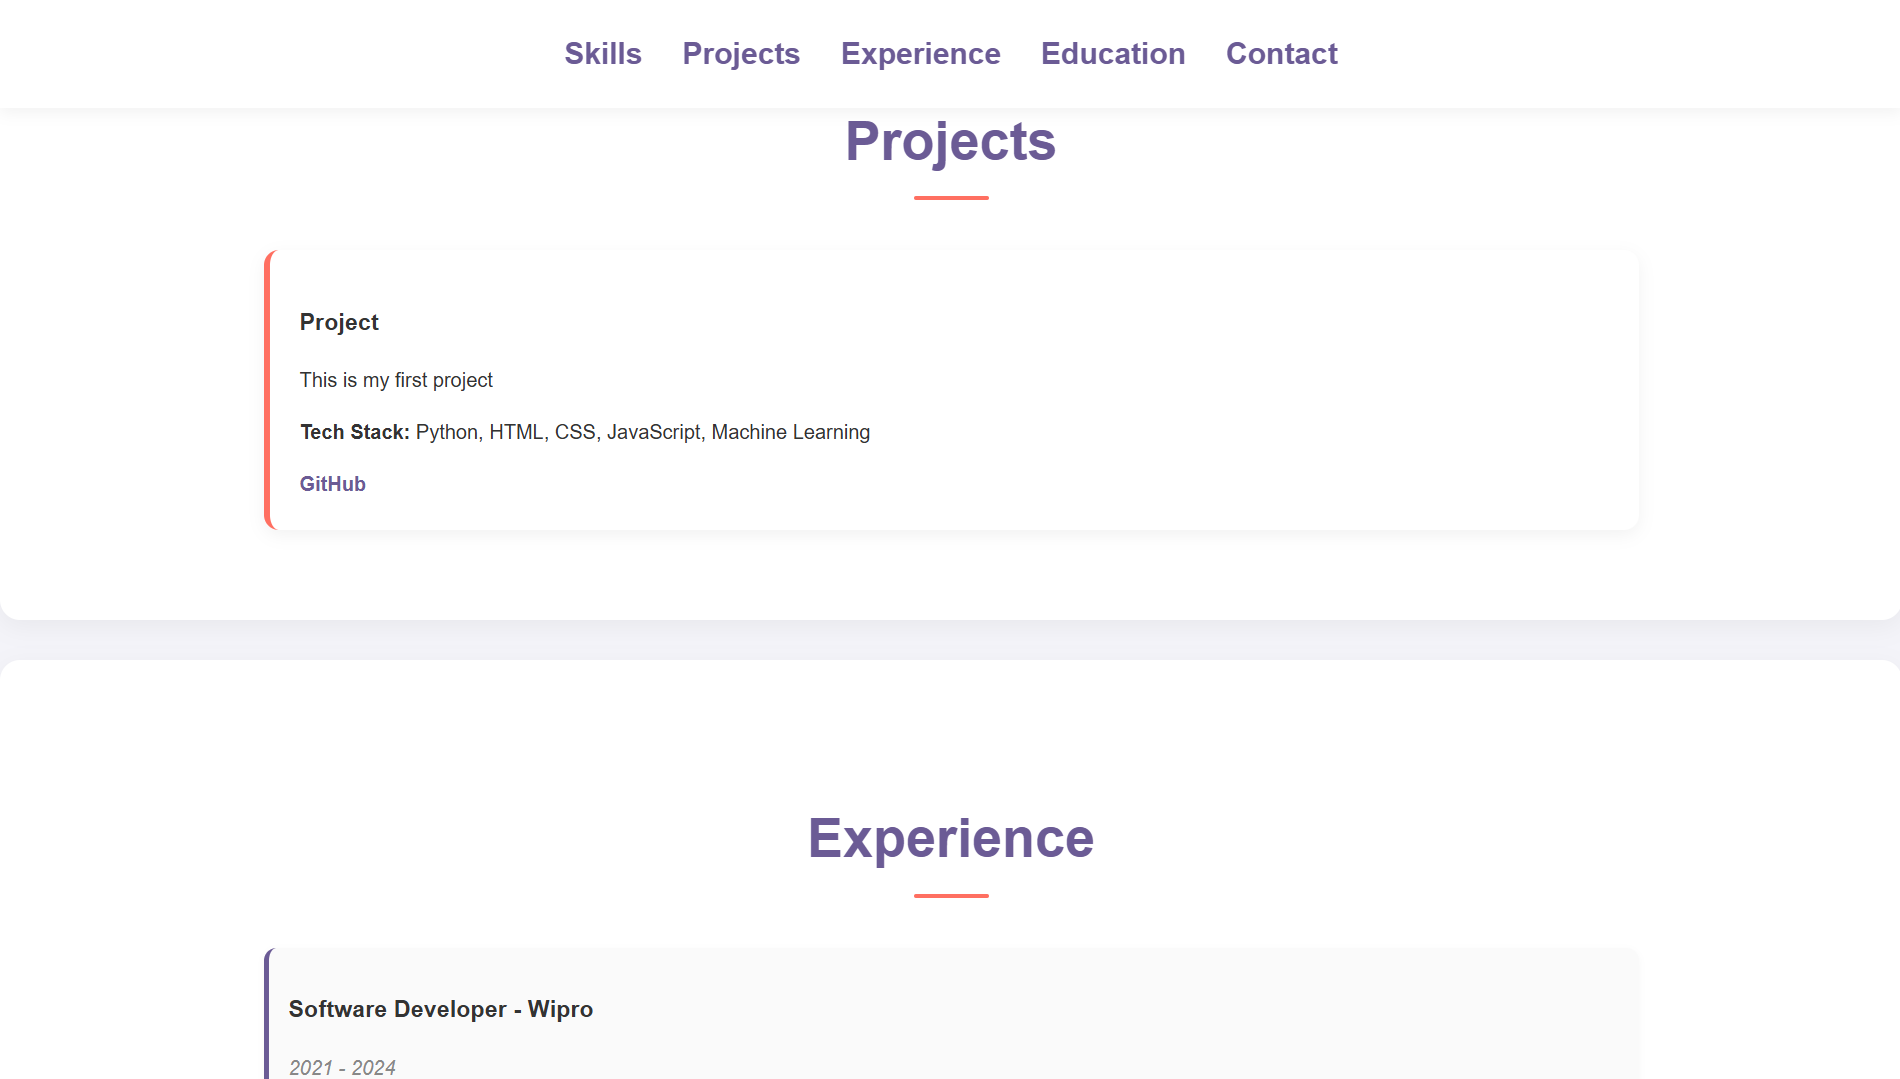 Skills Projects Experience Education Contact
Projects
Project
This is my first project
Tech Stack: Python, HTML, CSS, JavaScript, Machine Learning
GitHub
Experience
Software Developer - Wipro
2021 - 2024